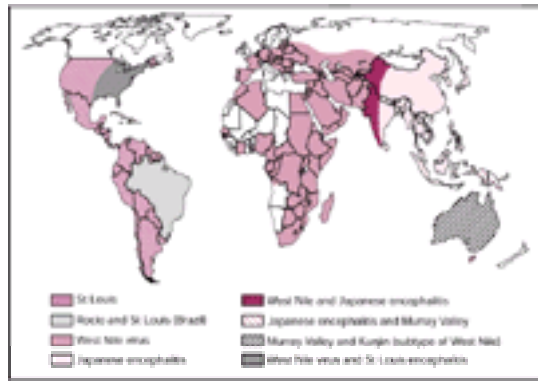 St Louis
Rocio and St Louis (Brazil)
West Nile virus
Japanese encephalitis
West Nile and Japanese encephalitis
Japanese encephalitis and Murray Valley
Murray Valley and Kunjin (subtype of West Nile)
West Nile virus and St Louis encephalitis